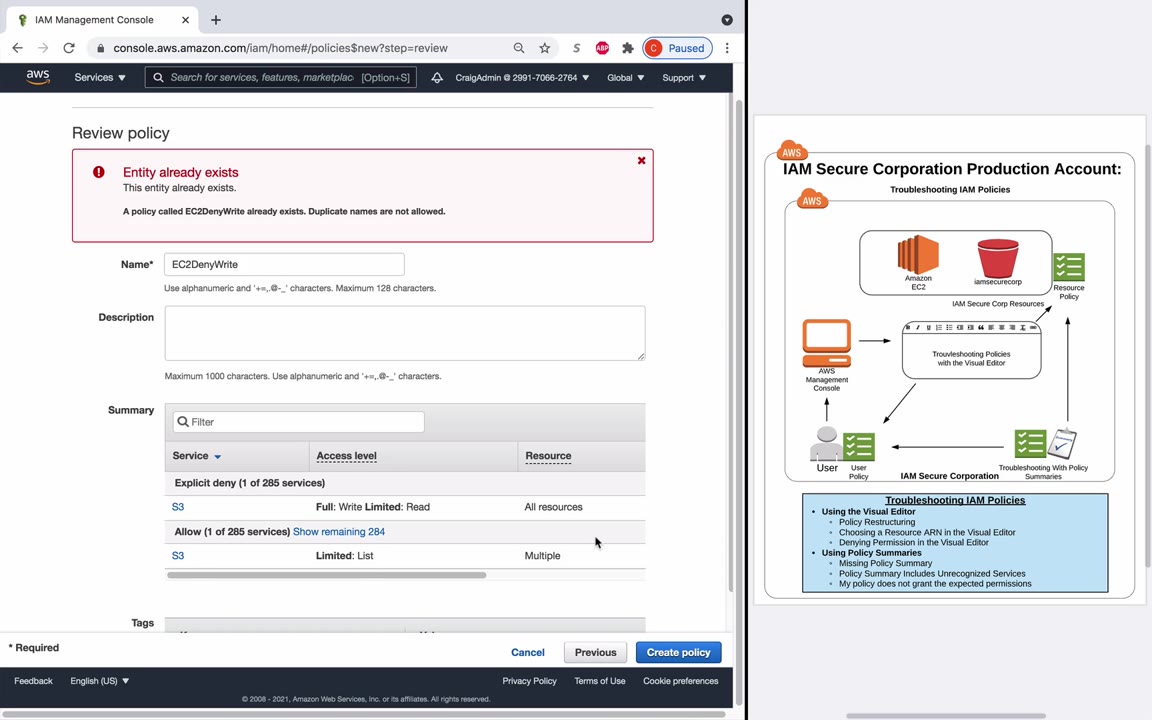 IAM Management Console
console.aws.amazon.com/iam/home#/policies$new?step=review
S
ABP
C Paused
aws
Services
Search for services, features, marketplac [Option+S]
CraigAdmin @ 2991-7066-2764
Global
Support
Review policy
Entity already exists
This entity already exists.
A policy called EC2DenyWrite already exists. Duplicate names are not allowed.
Name*
EC2DenyWrite
Use alphanumeric and '+=,.@-_' characters. Maximum 128 characters.
Description
Maximum 1000 characters. Use alphanumeric and '+=,.@-_' characters.
Summary
Filter
Service Access level Resource
Explicit deny (1 of 285 services)
S3 Full: Write Limited: Read All resources
Allow (1 of 285 services) Show remaining 284
S3 Limited: List Multiple
Tags
* Required
Cancel
Previous
Create policy
Feedback
English (US)
Privacy Policy
Terms of Use
Cookie preferences
© 2008 - 2021, Amazon Web Services, Inc. or its affiliates. All rights reserved.
AWS
IAM Secure Corporation Production Account:
Troubleshooting IAM Policies
AWS
Amazon
EC2
iamsecurecorp
Resource
Policy
IAM Secure Corp Resources
Trouvleshooting Policies
with the Visual Editor
AWS
Management
Console
User
User
Policy
IAM Secure Corporation
Troubleshooting With Policy
Summaries
Troubleshooting IAM Policies
• Using the Visual Editor
Policy Restructuring
Choosing a Resource ARN in the Visual Editor
Denying Permission in the Visual Editor
• Using Policy Summaries
Missing Policy Summary
Policy Summary Includes Unrecognized Services
My policy does not grant the expected permissions